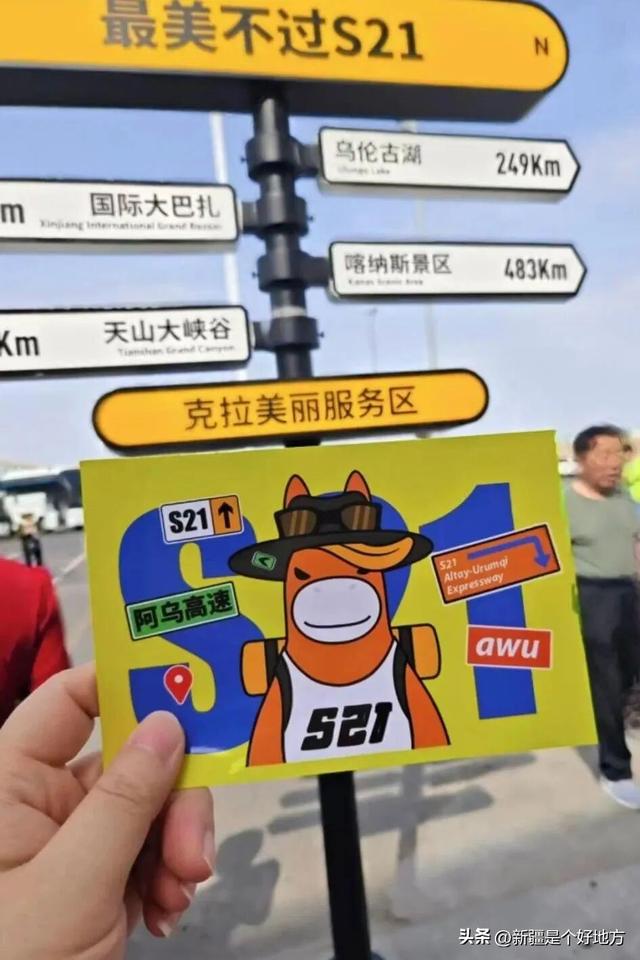 最美不过S21
N
乌伦古湖
Ulungu Lake
249Km
m
国际大巴扎
Xinjiang International Grand Bazaar
喀纳斯景区
Kanas Scenic Area
483Km
Km
天山大峡谷
Tianshan Grand Canyon
克拉美丽服务区
S21
S21
阿乌高速
S21
Altay-Urumqi
Expressway
awu
S21
头条 @新疆是个好地方